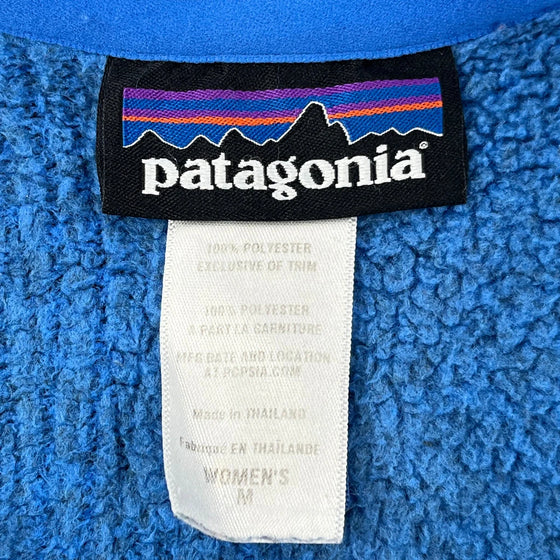 patagonia®
100% POLYESTER
EXCLUSIVE OF TRIM
100% POLYESTER
A PART LA GARNITURE
MFG DATE AND LOCATION
AT PCPSIA.COM
Made in THAILAND
Fabriqué EN THAÏLANDE
WOMEN'S
M